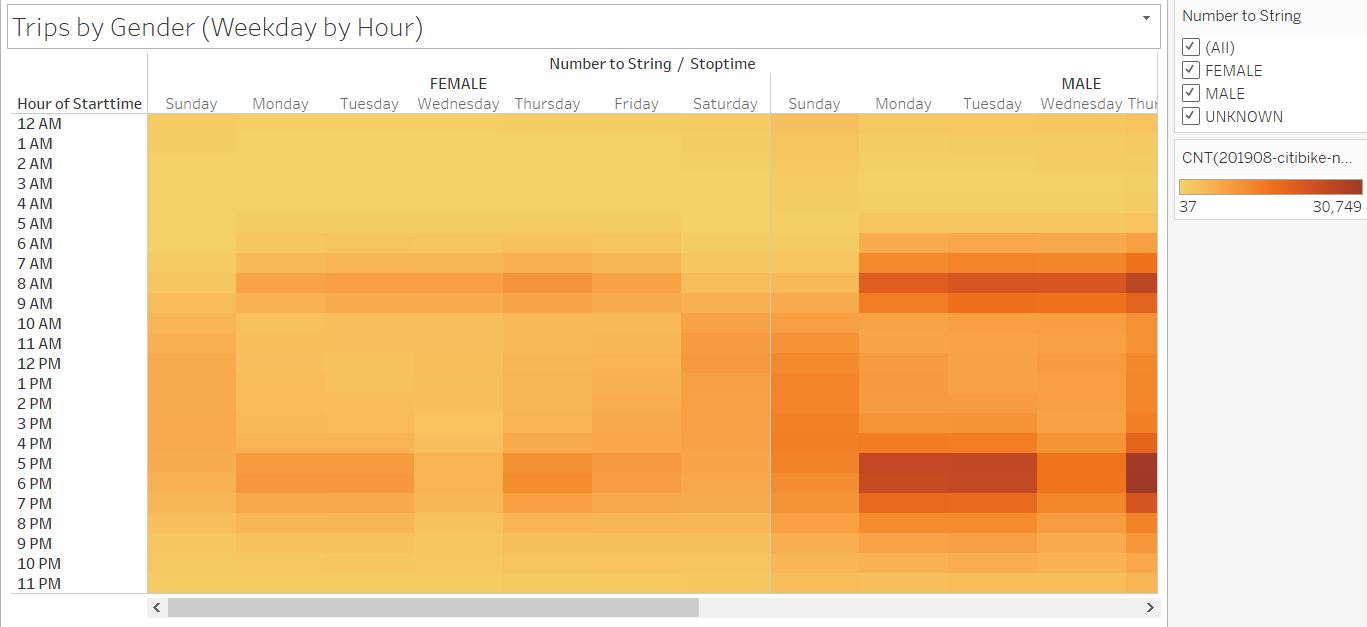 Trips by Gender (Weekday by Hour)
Number to String / Stoptime
FEMALE MALE
Hour of Starttime Sunday Monday Tuesday Wednesday Thursday Friday Saturday Sunday Monday Tuesday Wednesday Thur
12 AM
1 AM
2 AM
3 AM
4 AM
5 AM
6 AM
7 AM
8 AM
9 AM
10 AM
11 AM
12 PM
1 PM
2 PM
3 PM
4 PM
5 PM
6 PM
7 PM
8 PM
9 PM
10 PM
11 PM
Number to String
(All)
FEMALE
MALE
UNKNOWN
CNT(201908-citibike-n...
37 30,749